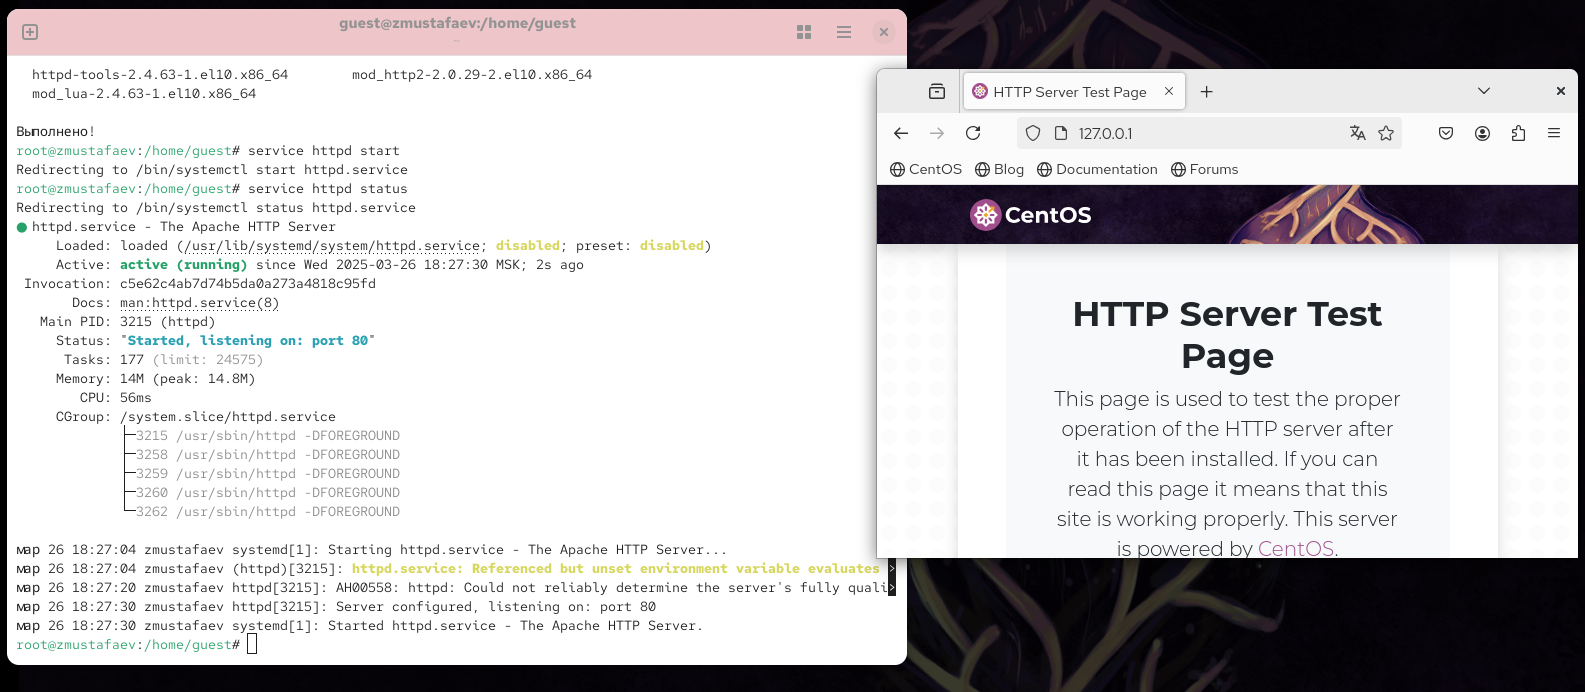 guest@zmustafaev:/home/guest
~
httpd-tools-2.4.63-1.el10.x86_64        mod_http2-2.0.29-2.el10.x86_64
mod_lua-2.4.63-1.el10.x86_64
Выполнено!
root@zmustafaev:/home/guest# service httpd start
Redirecting to /bin/systemctl start httpd.service
root@zmustafaev:/home/guest# service httpd status
Redirecting to /bin/systemctl status httpd.service
● httpd.service - The Apache HTTP Server
Loaded: loaded (/usr/lib/systemd/system/httpd.service; disabled; preset: disabled)
Active: active (running) since Wed 2025-03-26 18:27:30 MSK; 2s ago
Invocation: c5e62c4ab7d74b5da0a273a4818c95fd
Docs: man:httpd.service(8)
Main PID: 3215 (httpd)
Status: "Started, listening on: port 80"
Tasks: 177 (limit: 24575)
Memory: 14M (peak: 14.8M)
CPU: 56ms
CGroup: /system.slice/httpd.service
├─3215 /usr/sbin/httpd -DFOREGROUND
├─3258 /usr/sbin/httpd -DFOREGROUND
├─3259 /usr/sbin/httpd -DFOREGROUND
├─3260 /usr/sbin/httpd -DFOREGROUND
└─3262 /usr/sbin/httpd -DFOREGROUND
мар 26 18:27:04 zmustafaev systemd[1]: Starting httpd.service - The Apache HTTP Server...
мар 26 18:27:04 zmustafaev (httpd)[3215]: httpd.service: Referenced but unset environment variable evaluates >
мар 26 18:27:20 zmustafaev httpd[3215]: AH00558: httpd: Could not reliably determine the server's fully quali>
мар 26 18:27:30 zmustafaev httpd[3215]: Server configured, listening on: port 80
мар 26 18:27:30 zmustafaev systemd[1]: Started httpd.service - The Apache HTTP Server.
root@zmustafaev:/home/guest#
HTTP Server Test Page
127.0.0.1
CentOS Blog Documentation Forums
CentOS
HTTP Server Test
Page
This page is used to test the proper
operation of the HTTP server after
it has been installed. If you can
read this page it means that this
site is working properly. This server
is powered by CentOS.